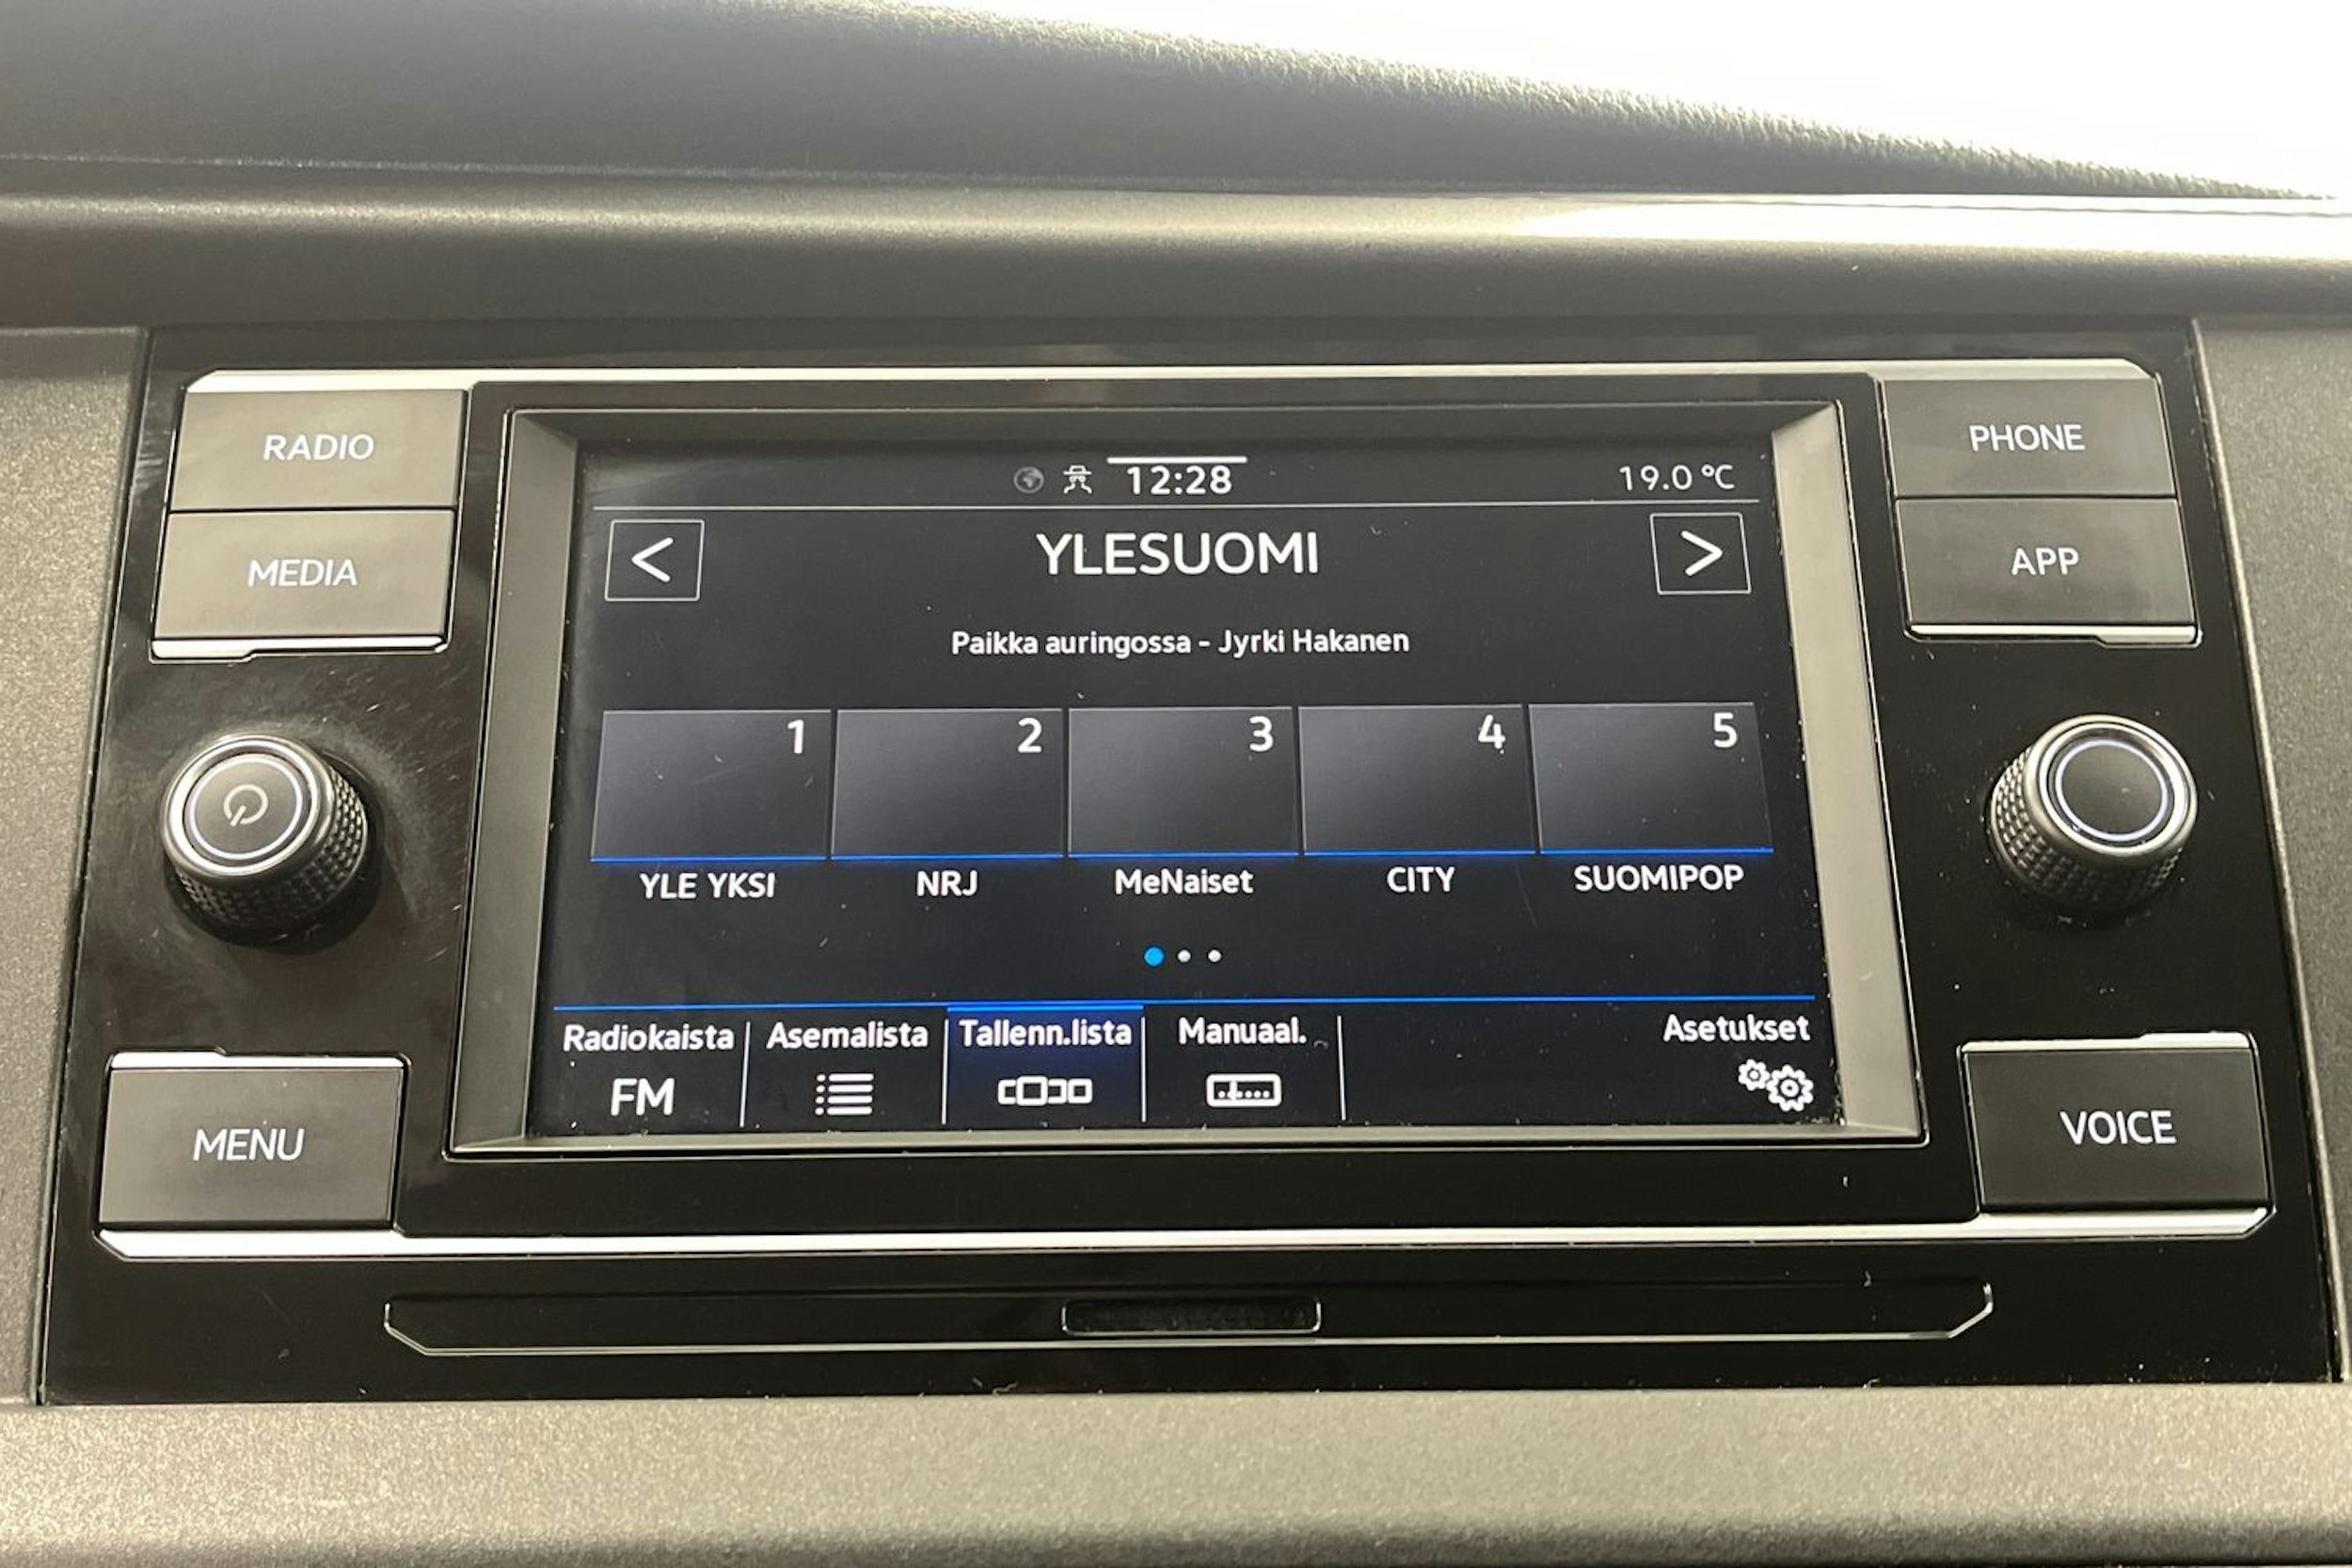 RADIO
MEDIA
MENU
12:28
19.0 °C
<
YLESUOMI
>
Paikka auringossa - Jyrki Hakanen
1
2
3
4
5
YLE YKSI
NRJ
MeNaiset
CITY
SUOMIPOP
Radiokaista
Asemalista
Tallenn.lista
Manuaal.
Asetukset
FM
PHONE
APP
VOICE